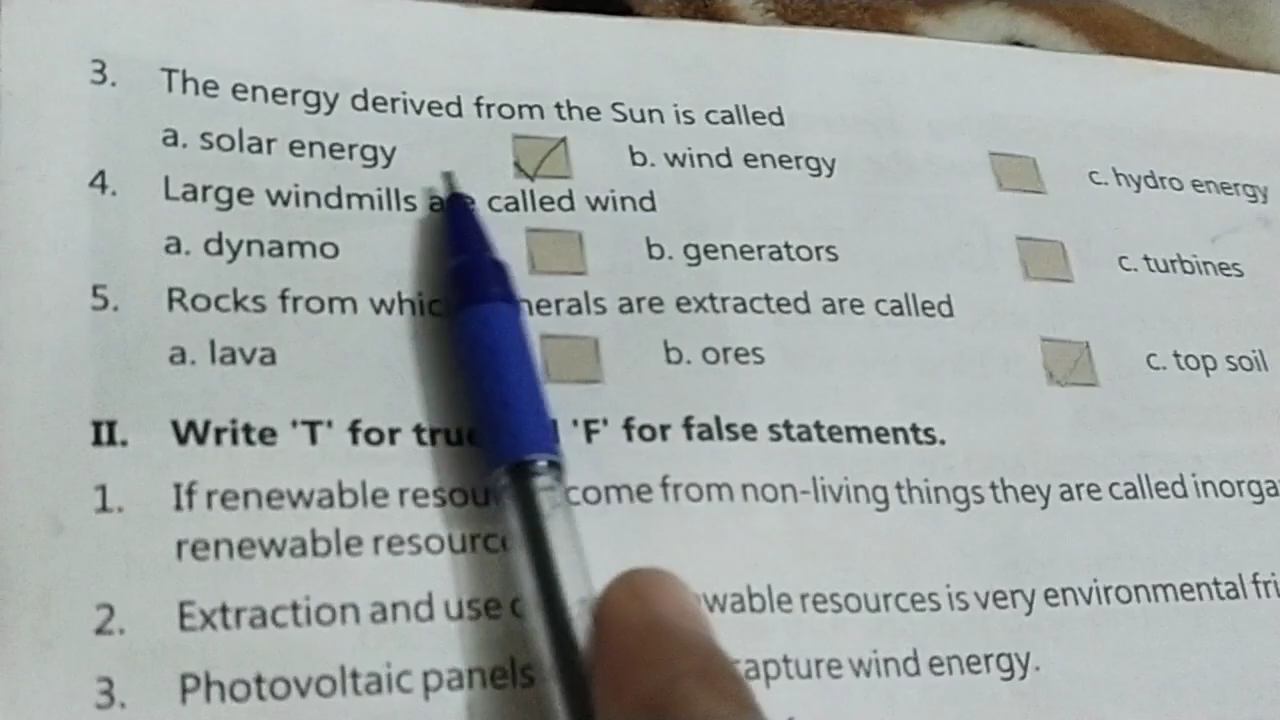 3. The energy derived from the Sun is called
a. solar energy b. wind energy c. hydro energy
4. Large windmills are called wind
a. dynamo b. generators c. turbines
5. Rocks from whic nerals are extracted are called
a. lava b. ores c. top soil
II. Write 'T' for true 'F' for false statements.
1. If renewable resou come from non-living things they are called inorga
renewable resourc
2. Extraction and use wable resources is very environmental fri
3. Photovoltaic panels capture wind energy.